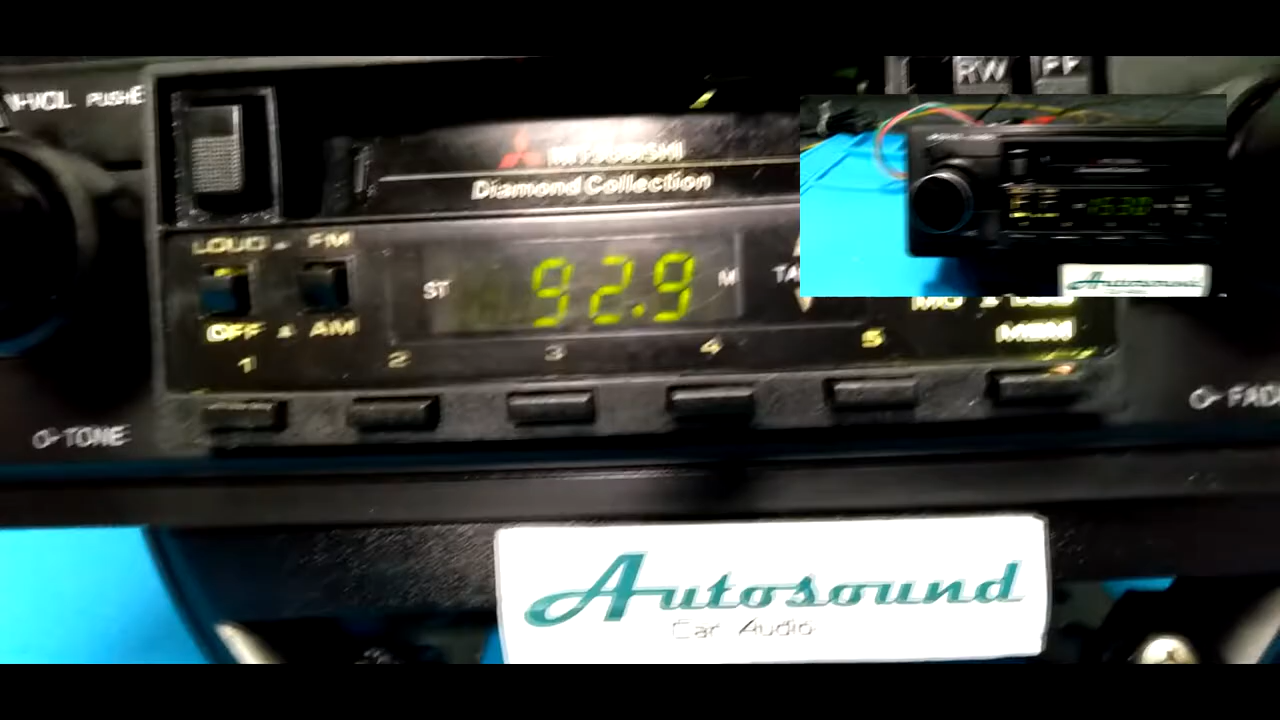 RW FF
VOL PUSH
MITSUBISHI
Diamond Collection
LOUD FM
ST 92.9 M
OFF AM
MEM
1 2 3 4 5
TONE
FAD
Autosound
Car Audio
Autosound